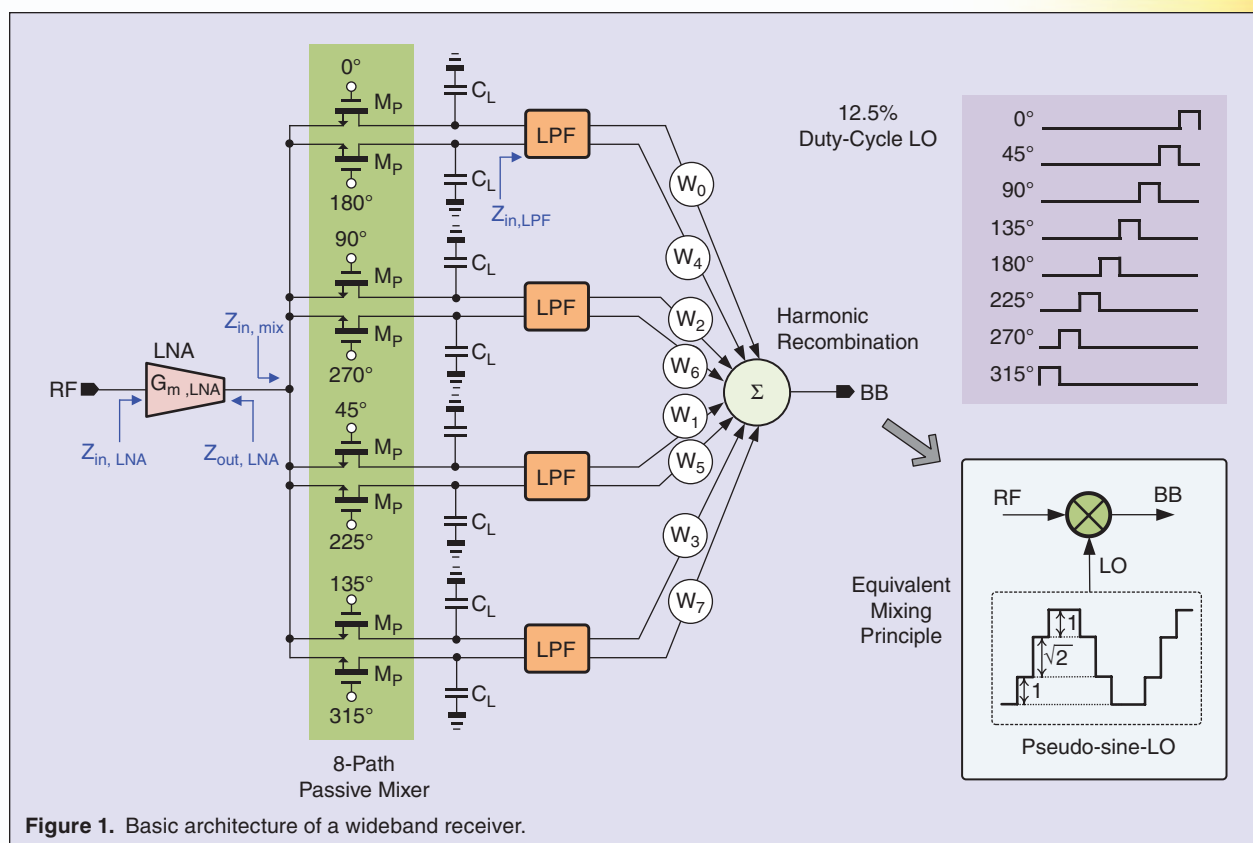 0°
M_P
C_L
LPF
M_P
180°
C_L
Z_in,LPF
W_0
W_4
90°
M_P
C_L
LPF
M_P
270°
C_L
W_2
W_6
Z_in, mix
LNA
RF
G_m ,LNA
Z_in, LNA
Z_out, LNA
45°
M_P
C_L
LPF
M_P
225°
C_L
W_1
W_5
135°
M_P
C_L
LPF
M_P
315°
C_L
W_3
W_7
8-Path
Passive Mixer
Harmonic
Recombination
Σ
BB
12.5%
Duty-Cycle LO
0°
45°
90°
135°
180°
225°
270°
315°
Equivalent
Mixing
Principle
RF
BB
LO
1
√2
1
Pseudo-sine-LO
Figure 1. Basic architecture of a wideband receiver.